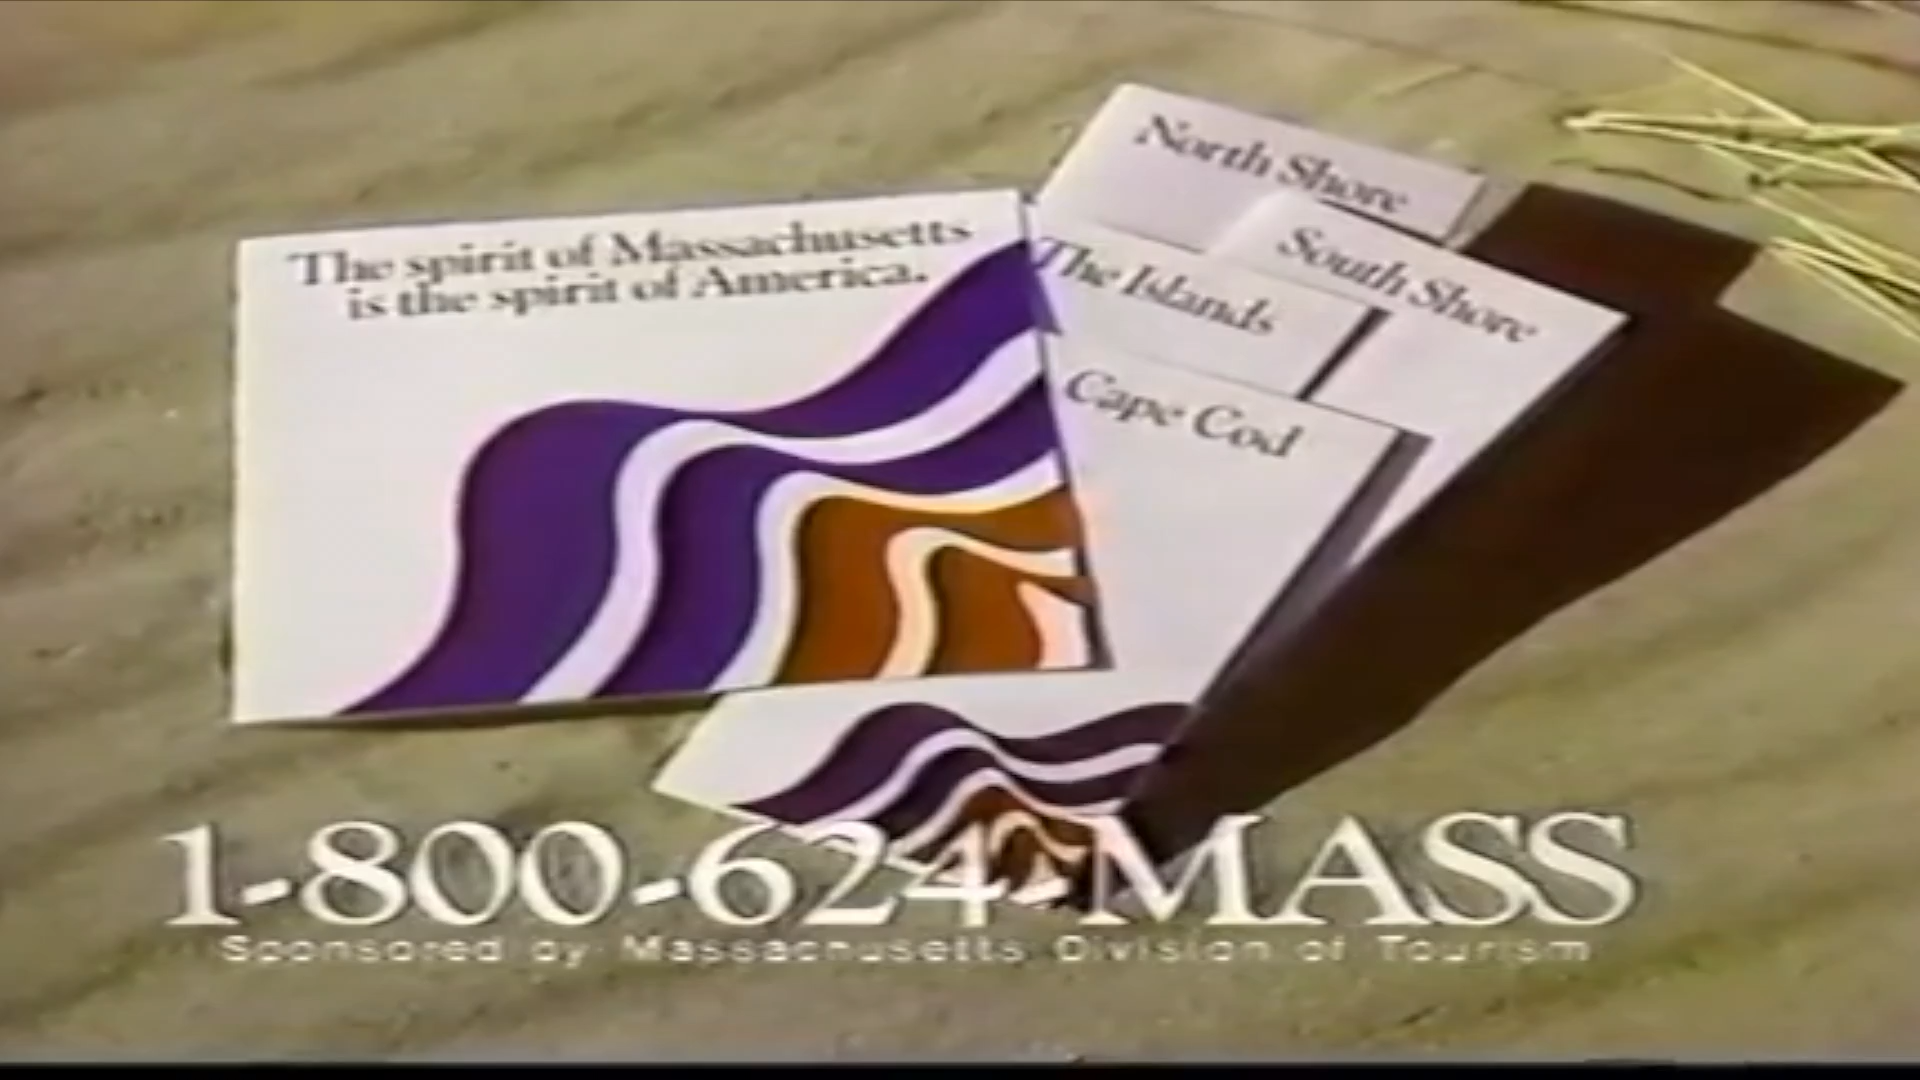 The spirit of Massachusetts
is the spirit of America.
North Shore
South Shore
The Islands
Cape Cod
1-800-624-MASS
Sponsored by Massachusetts Division of Tourism